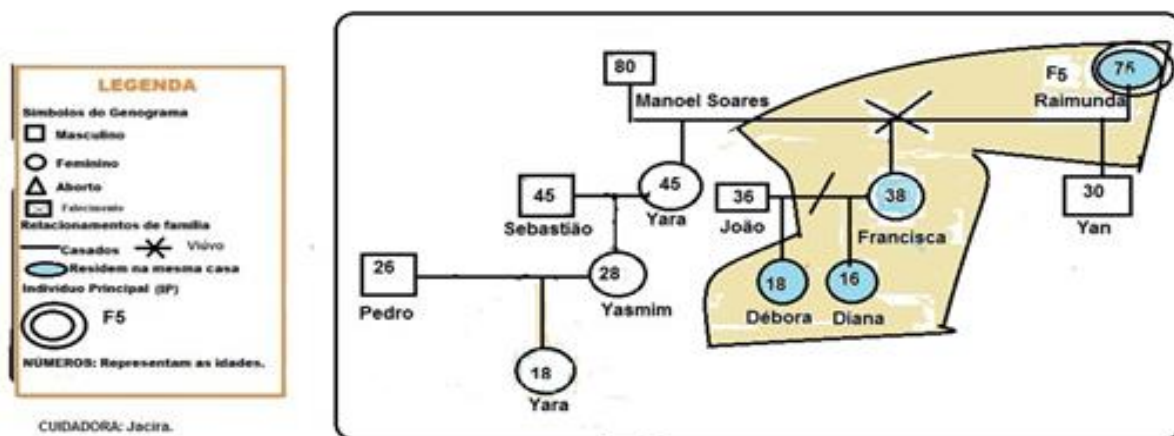 LEGENDA
Símbolos do Genograma
Masculino
Feminino
Aborto
Falecimento
Relacionamentos de família
Casados Viúvo
Residem na mesma casa
Indivíduo Principal (IP)
F5
NÚMEROS: Representam as idades.
CUIDADORA: Jacira.
80
Manoel Soares
F5
75
Raimunda
45
Sebastião
45
Yara
36
João
38
Francisca
30
Yan
26
Pedro
28
Yasmim
18
Débora
16
Diana
18
Yara